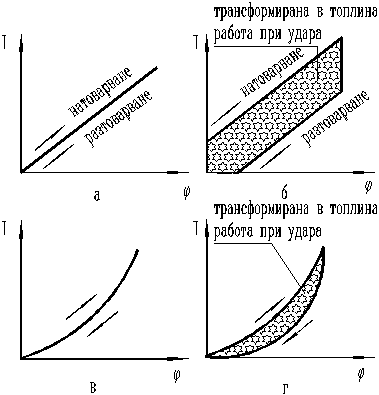 T
натоварване
разтоварване
а
φ
трансформирана в топлина
работа при удара
T
натоварване
разтоварване
б
φ
T
в
φ
трансформирана в топлина
работа при удара
T
г
φ